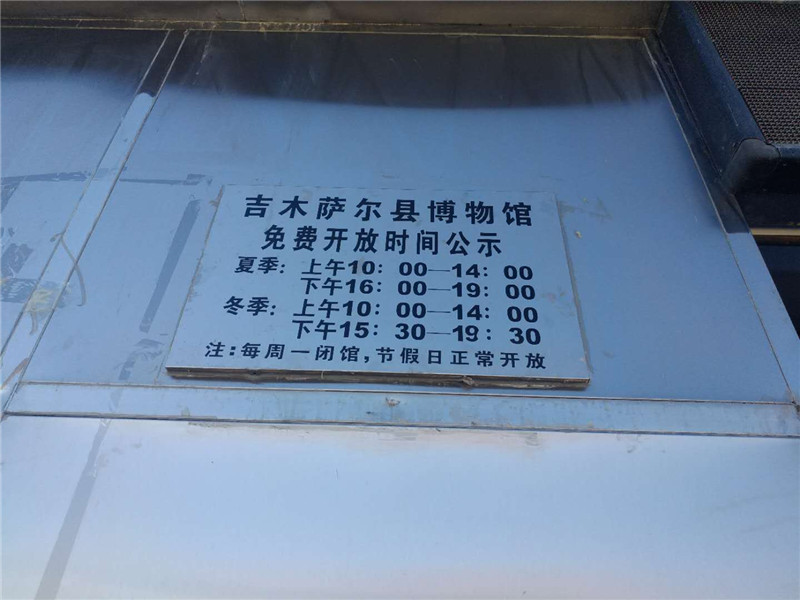 吉木萨尔县博物馆
免费开放时间公示
夏季：上午10：00—14：00
下午16：00—19：00
冬季：上午10：00—14：00
下午15：30—19：30
注：每周一闭馆，节假日正常开放